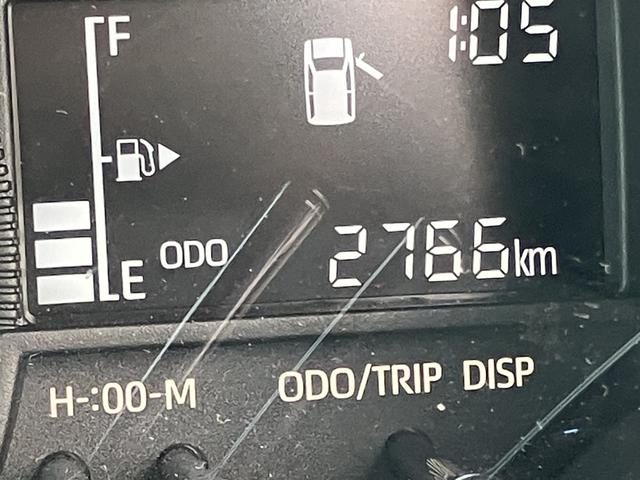 F
1:05
ODO 2766km
E
H-:00-M ODO/TRIP DISP